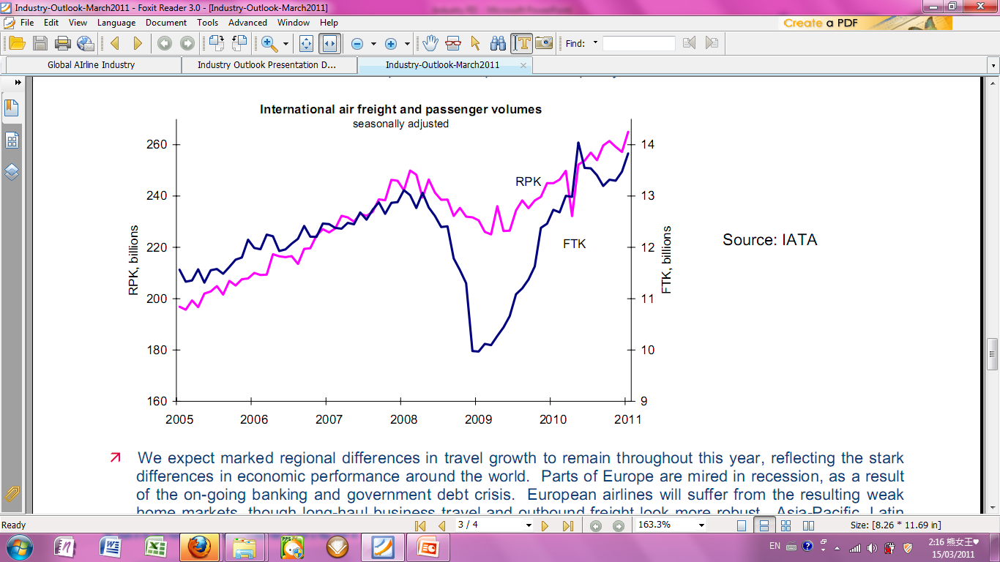 Industry-Outlook-March2011 - Foxit Reader 3.0 - [Industry-Outlook-March2011]
File Edit View Language Document Tools Advanced Window Help
Create a PDF
Find:
Global AIrline Industry
Industry Outlook Presentation D...
Industry-Outlook-March2011
International air freight and passenger volumes
seasonally adjusted
260
240
220
200
180
160
RPK, billions
RPK
FTK
14
13
12
11
10
9
FTK, billions
2005 2006 2007 2008 2009 2010 2011
Source: IATA
We expect marked regional differences in travel growth to remain throughout this year, reflecting the stark
differences in economic performance around the world. Parts of Europe are mired in recession, as a result
of the on-going banking and government debt crisis. European airlines will suffer from the resulting weak
home markets, though long-haul business travel and outbound freight look more robust. Asia-Pacific, Latin
Ready
3 / 4
163.3%
Size: [8.26 * 11.69 in]
EN
2:16 熊女王♥
15/03/2011